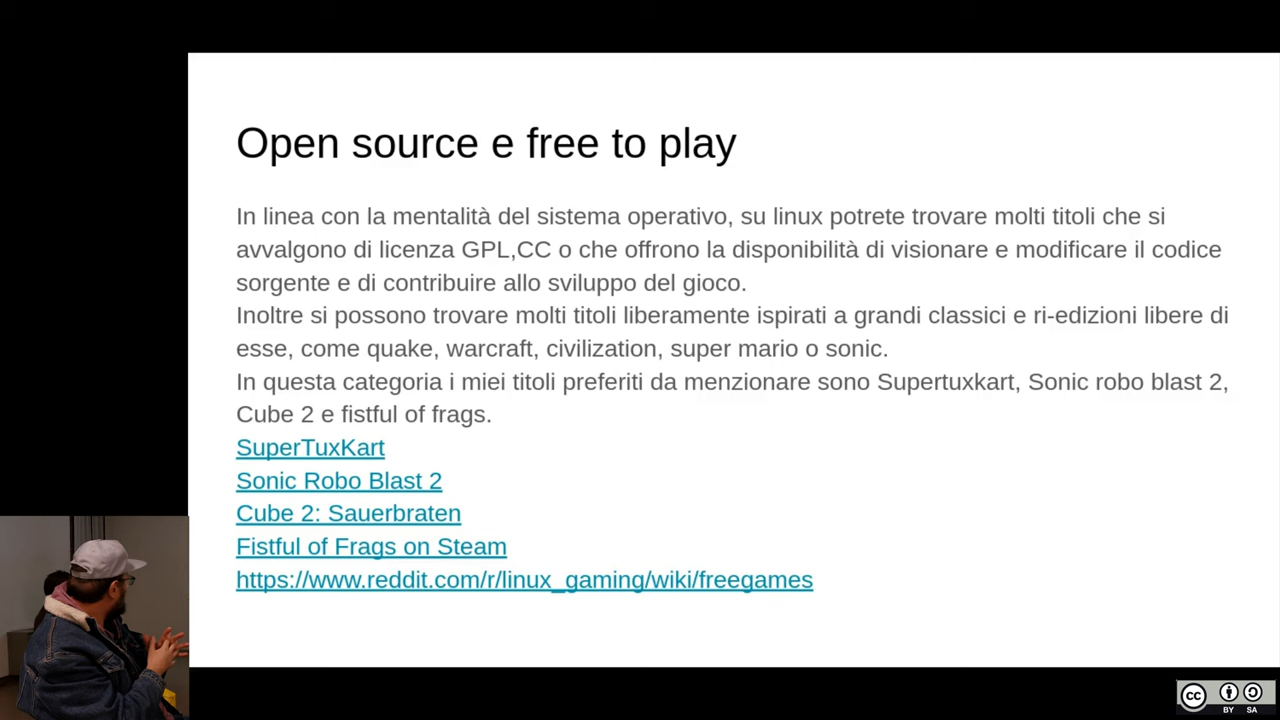 Open source e free to play
In linea con la mentalità del sistema operativo, su linux potrete trovare molti titoli che si
avvalgono di licenza GPL,CC o che offrono la disponibilità di visionare e modificare il codice
sorgente e di contribuire allo sviluppo del gioco.
Inoltre si possono trovare molti titoli liberamente ispirati a grandi classici e ri-edizioni libere di
esse, come quake, warcraft, civilization, super mario o sonic.
In questa categoria i miei titoli preferiti da menzionare sono Supertuxkart, Sonic robo blast 2,
Cube 2 e fistful of frags.
SuperTuxKart
Sonic Robo Blast 2
Cube 2: Sauerbraten
Fistful of Frags on Steam
https://www.reddit.com/r/linux_gaming/wiki/freegames
cc BY SA